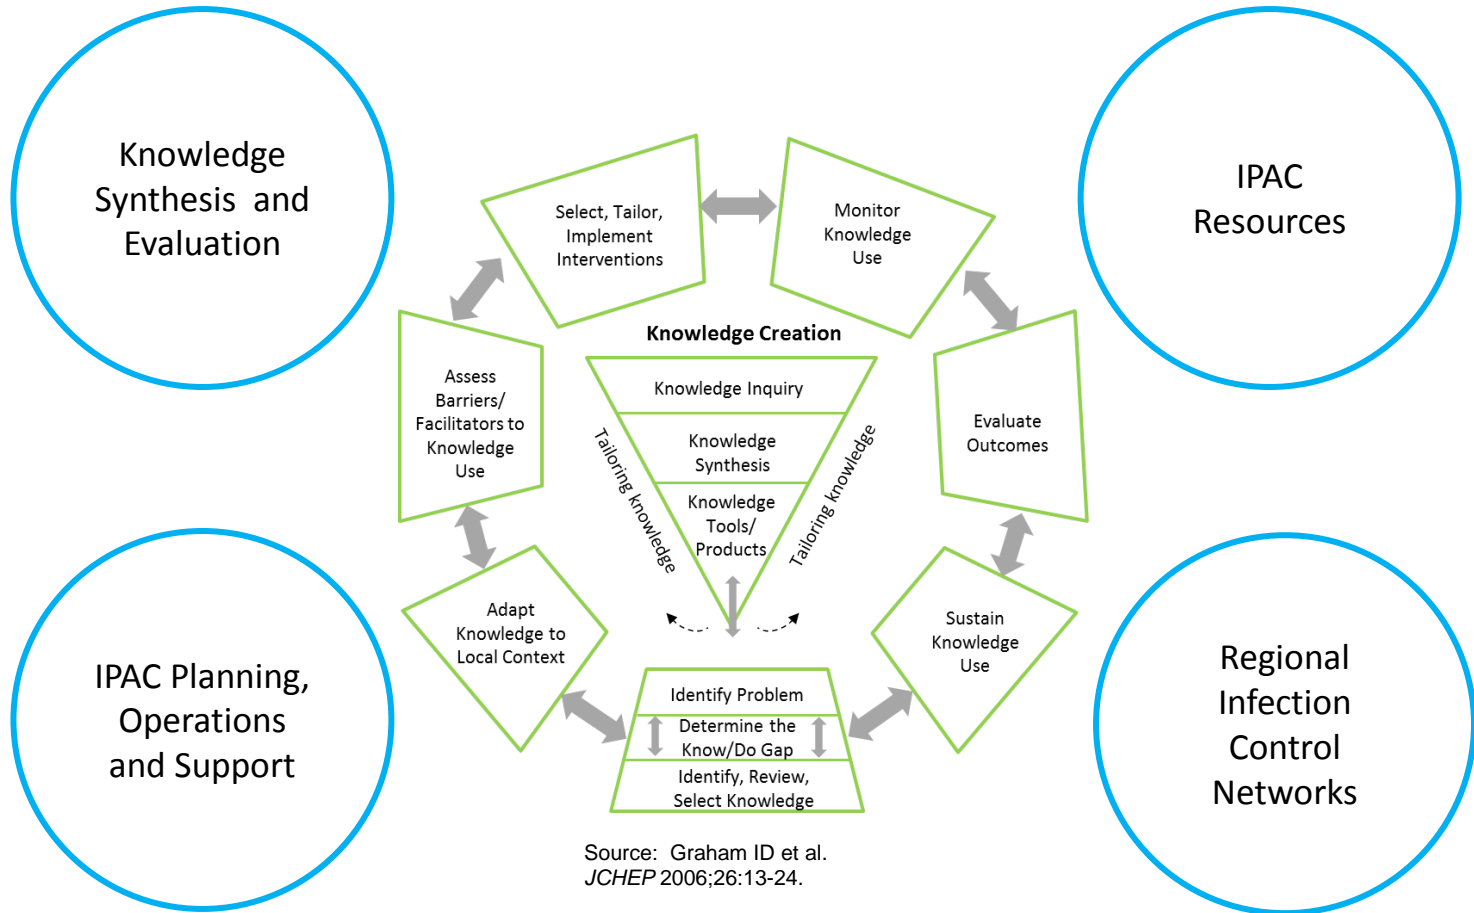 Knowledge
Synthesis and
Evaluation
IPAC
Resources
Select, Tailor,
Implement
Interventions
Monitor
Knowledge
Use
Assess
Barriers/
Facilitators to
Knowledge
Use
Knowledge Creation
Knowledge Inquiry
Knowledge
Synthesis
Knowledge
Tools/
Products
Tailoring knowledge
Tailoring knowledge
Evaluate
Outcomes
Adapt
Knowledge to
Local Context
Sustain
Knowledge
Use
Identify Problem
Determine the
Know/Do Gap
Identify, Review,
Select Knowledge
IPAC Planning,
Operations
and Support
Regional
Infection
Control
Networks
Source: Graham ID et al.
JCHEP 2006;26:13-24.